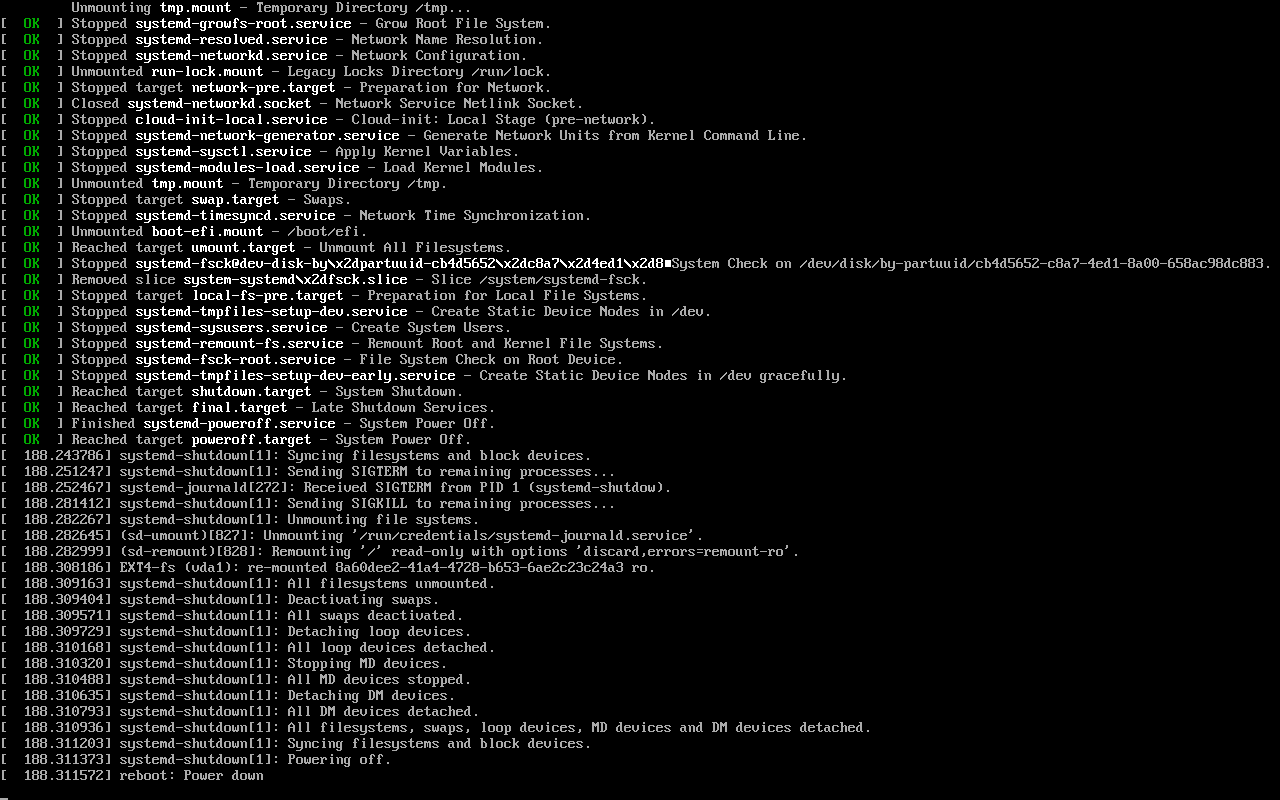 Unmounting tmp.mount - Temporary Directory /tmp...
[  OK  ] Stopped systemd-growfs-root.service - Grow Root File System.
[  OK  ] Stopped systemd-resolved.service - Network Name Resolution.
[  OK  ] Stopped systemd-networkd.service - Network Configuration.
[  OK  ] Unmounted run-lock.mount - Legacy Locks Directory /run/lock.
[  OK  ] Stopped target network-pre.target - Preparation for Network.
[  OK  ] Closed systemd-networkd.socket - Network Service Netlink Socket.
[  OK  ] Stopped cloud-init-local.service - Cloud-init: Local Stage (pre-network).
[  OK  ] Stopped systemd-network-generator.service - Generate Network Units from Kernel Command Line.
[  OK  ] Stopped systemd-sysctl.service - Apply Kernel Variables.
[  OK  ] Stopped systemd-modules-load.service - Load Kernel Modules.
[  OK  ] Unmounted tmp.mount - Temporary Directory /tmp.
[  OK  ] Stopped target swap.target - Swaps.
[  OK  ] Stopped systemd-timesyncd.service - Network Time Synchronization.
[  OK  ] Unmounted boot-efi.mount - /boot/efi.
[  OK  ] Reached target umount.target - Unmount All Filesystems.
[  OK  ] Stopped systemd-fsck@dev-disk-by\x2dpartuuid-cb4d5652\x2dc8a7\x2d4ed1\x2d8■System Check on /dev/disk/by-partuuid/cb4d5652-c8a7-4ed1-8a00-658ac98dc883.
[  OK  ] Removed slice system-systemd\x2dfsck.slice - Slice /system/systemd-fsck.
[  OK  ] Stopped target local-fs-pre.target - Preparation for Local File Systems.
[  OK  ] Stopped systemd-tmpfiles-setup-dev.service - Create Static Device Nodes in /dev.
[  OK  ] Stopped systemd-sysusers.service - Create System Users.
[  OK  ] Stopped systemd-remount-fs.service - Remount Root and Kernel File Systems.
[  OK  ] Stopped systemd-fsck-root.service - File System Check on Root Device.
[  OK  ] Stopped systemd-tmpfiles-setup-dev-early.service - Create Static Device Nodes in /dev gracefully.
[  OK  ] Reached target shutdown.target - System Shutdown.
[  OK  ] Reached target final.target - Late Shutdown Services.
[  OK  ] Finished systemd-poweroff.service - System Power Off.
[  OK  ] Reached target poweroff.target - System Power Off.
[  188.243786] systemd-shutdown[1]: Syncing filesystems and block devices.
[  188.251247] systemd-shutdown[1]: Sending SIGTERM to remaining processes...
[  188.252467] systemd-journald[272]: Received SIGTERM from PID 1 (systemd-shutdow).
[  188.281412] systemd-shutdown[1]: Sending SIGKILL to remaining processes...
[  188.282267] systemd-shutdown[1]: Unmounting file systems.
[  188.282645] (sd-umount)[827]: Unmounting '/run/credentials/systemd-journald.service'.
[  188.282999] (sd-remount)[828]: Remounting '/' read-only with options 'discard,errors=remount-ro'.
[  188.308186] EXT4-fs (vda1): re-mounted 8a60dee2-41a4-4728-b653-6ae2c23c24a3 ro.
[  188.309163] systemd-shutdown[1]: All filesystems unmounted.
[  188.309404] systemd-shutdown[1]: Deactivating swaps.
[  188.309571] systemd-shutdown[1]: All swaps deactivated.
[  188.309729] systemd-shutdown[1]: Detaching loop devices.
[  188.310168] systemd-shutdown[1]: All loop devices detached.
[  188.310320] systemd-shutdown[1]: Stopping MD devices.
[  188.310488] systemd-shutdown[1]: All MD devices stopped.
[  188.310635] systemd-shutdown[1]: Detaching DM devices.
[  188.310793] systemd-shutdown[1]: All DM devices detached.
[  188.310936] systemd-shutdown[1]: All filesystems, swaps, loop devices, MD devices and DM devices detached.
[  188.311203] systemd-shutdown[1]: Syncing filesystems and block devices.
[  188.311373] systemd-shutdown[1]: Powering off.
[  188.311572] reboot: Power down